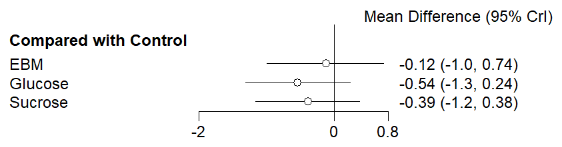 Mean Difference (95% CrI)
Compared with Control
EBM -0.12 (-1.0, 0.74)
Glucose -0.54 (-1.3, 0.24)
Sucrose -0.39 (-1.2, 0.38)
-2 0 0.8